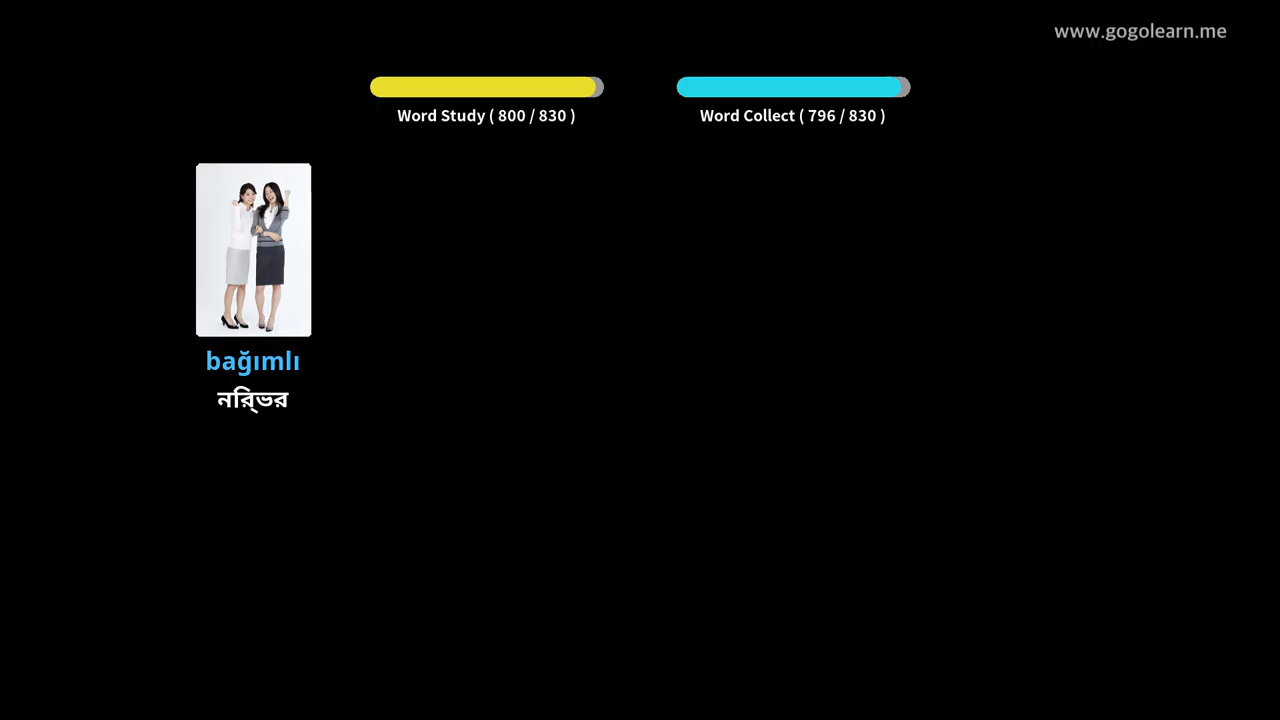 www.gogolearn.me
Word Study ( 800 / 830 )
Word Collect ( 796 / 830 )
bağımlı
নির্ভর